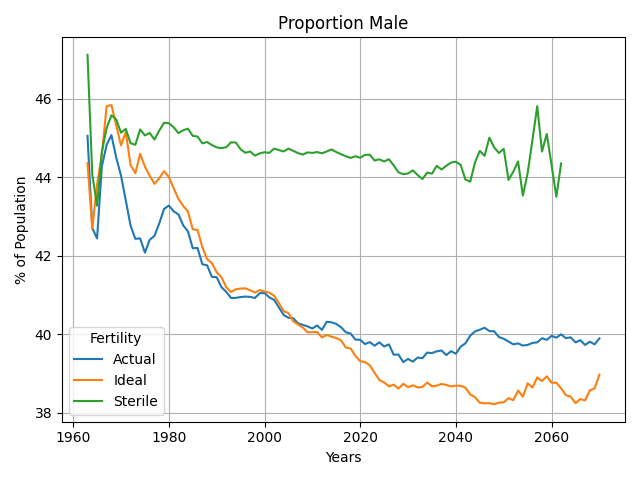 Proportion Male
% of Population
46
44
42
40
38
Fertility
Actual
Ideal
Sterile
1960 1980 2000 2020 2040 2060
Years